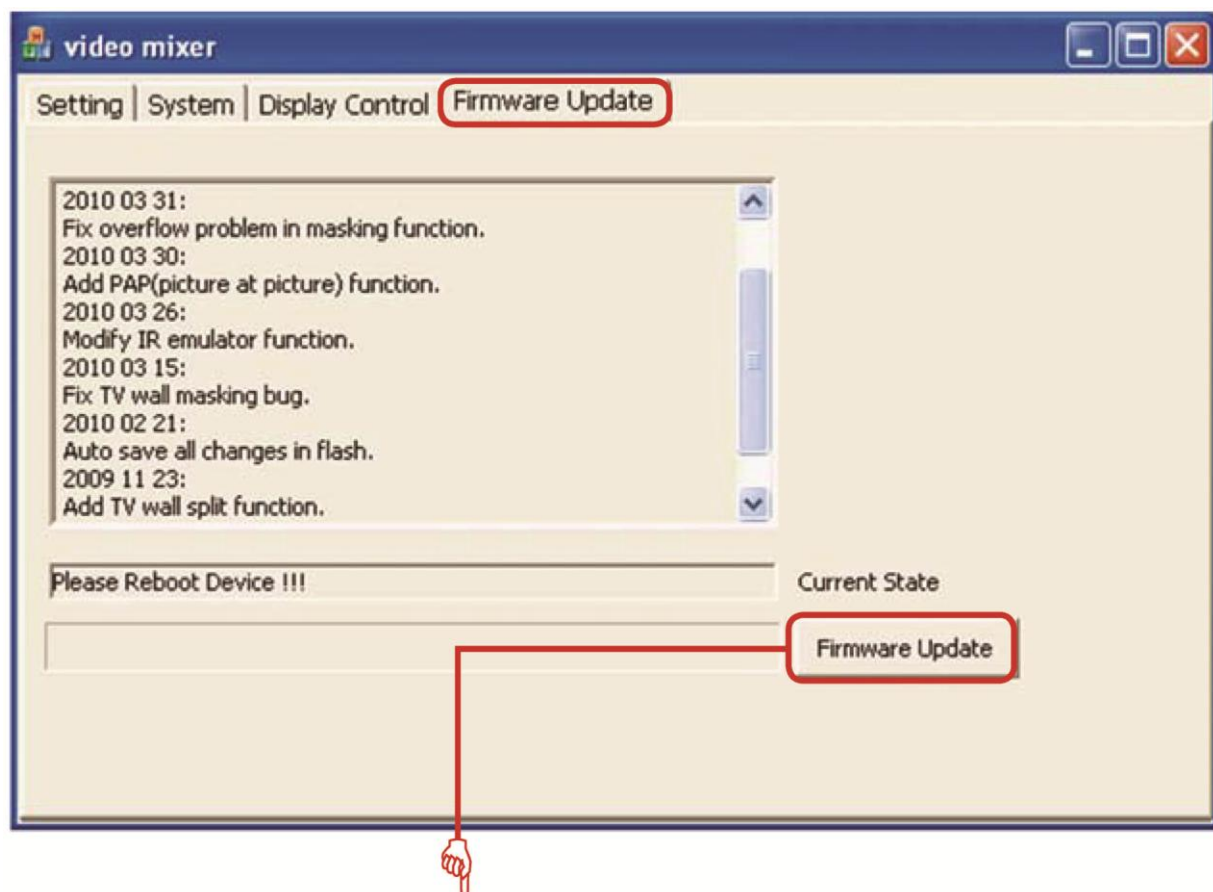 video mixer
Setting System Display Control Firmware Update
2010 03 31:
Fix overflow problem in masking function.
2010 03 30:
Add PAP(picture at picture) function.
2010 03 26:
Modify IR emulator function.
2010 03 15:
Fix TV wall masking bug.
2010 02 21:
Auto save all changes in flash.
2009 11 23:
Add TV wall split function.
Please Reboot Device !!! Current State
Firmware Update